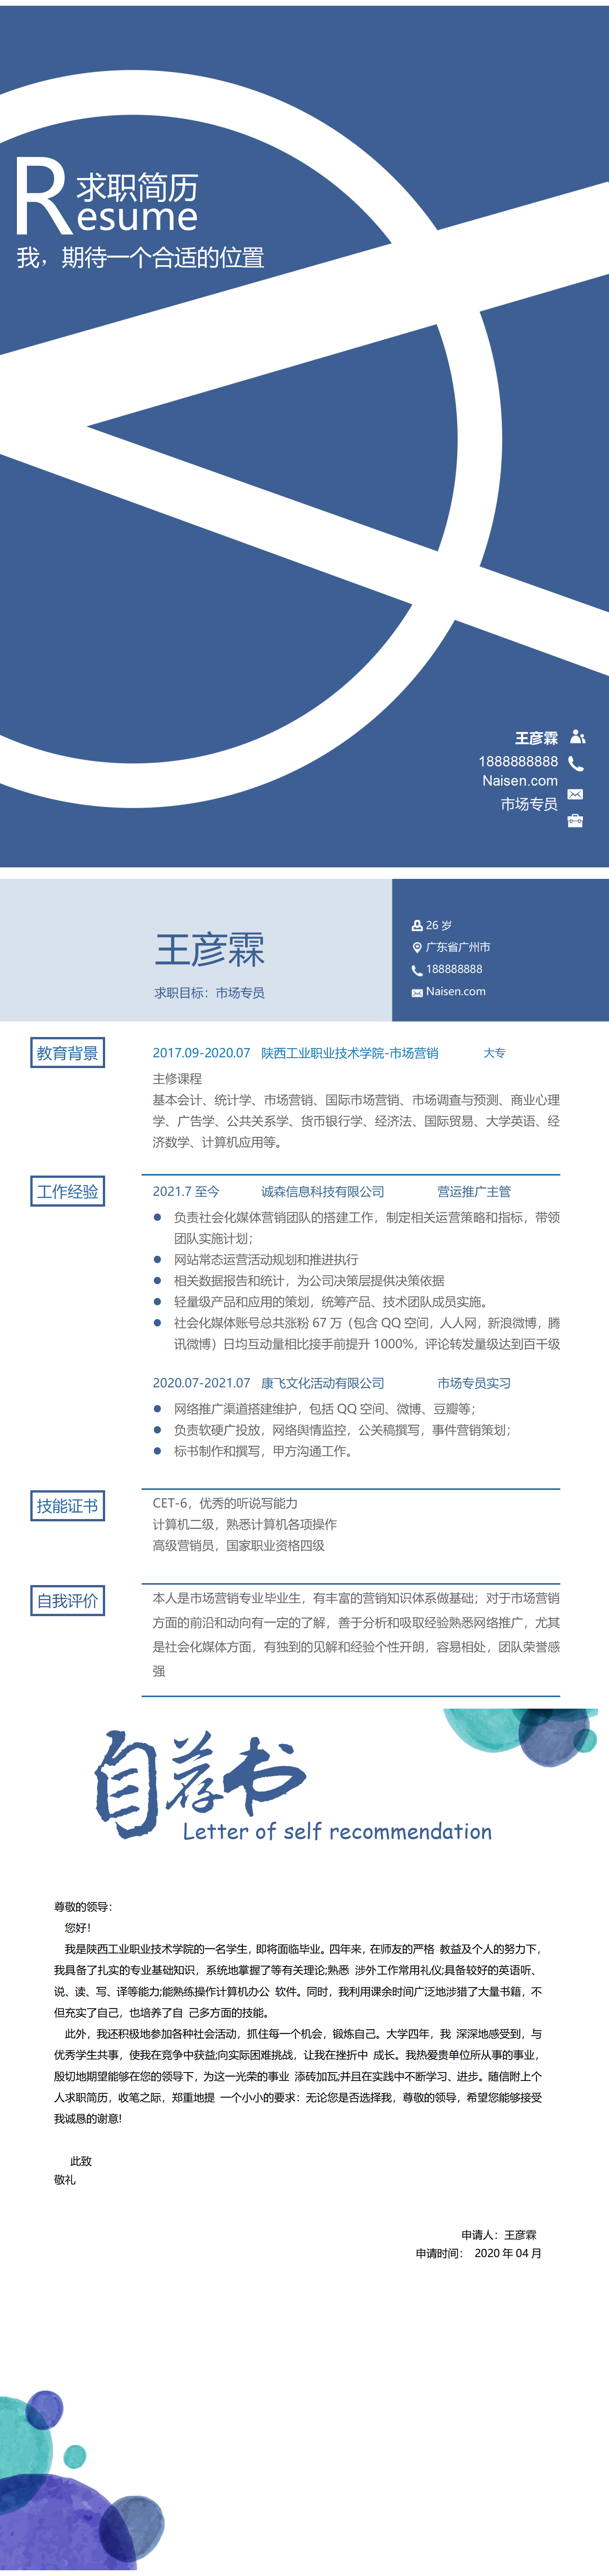 求职简历
Resume
我，期待一个合适的位置
王彦霖
1888888888
Naisen.com
市场专员
王彦霖
求职目标：市场专员
26 岁
广东省广州市
188888888
Naisen.com
教育背景
2017.09-2020.07 陕西工业职业技术学院-市场营销 大专
主修课程
基本会计、统计学、市场营销、国际市场营销、市场调查与预测、商业心理
学、广告学、公共关系学、货币银行学、经济法、国际贸易、大学英语、经
济数学、计算机应用等。
工作经验
2021.7 至今 诚森信息科技有限公司 营运推广主管
● 负责社会化媒体营销团队的搭建工作，制定相关运营策略和指标，带领
团队实施计划；
● 网站常态运营活动规划和推进执行
● 相关数据报告和统计，为公司决策层提供决策依据
● 轻量级产品和应用的策划，统筹产品、技术团队成员实施。
● 社会化媒体账号总共涨粉 67 万（包含 QQ 空间，人人网，新浪微博，腾
讯微博）日均互动量相比接手前提升 1000%，评论转发量级达到百千级
2020.07-2021.07 康飞文化活动有限公司 市场专员实习
● 网络推广渠道搭建维护，包括 QQ 空间、微博、豆瓣等；
● 负责软硬广投放，网络舆情监控，公关稿撰写，事件营销策划；
● 标书制作和撰写，甲方沟通工作。
技能证书
CET-6，优秀的听说写能力
计算机二级，熟悉计算机各项操作
高级营销员，国家职业资格四级
自我评价
本人是市场营销专业毕业生，有丰富的营销知识体系做基础；对于市场营销
方面的前沿和动向有一定的了解，善于分析和吸取经验熟悉网络推广，尤其
是社会化媒体方面，有独到的见解和经验个性开朗，容易相处，团队荣誉感
强
自荐书
Letter of self recommendation
尊敬的领导：
您好！
我是陕西工业职业技术学院的一名学生，即将面临毕业。四年来，在师友的严格 教益及个人的努力下，
我具备了扎实的专业基础知识，系统地掌握了等有关理论;熟悉 涉外工作常用礼仪;具备较好的英语听、
说、读、写、译等能力;能熟练操作计算机办公 软件。同时，我利用课余时间广泛地涉猎了大量书籍，不
但充实了自己，也培养了自 己多方面的技能。
此外，我还积极地参加各种社会活动，抓住每一个机会，锻炼自己。大学四年，我 深深地感受到，与
优秀学生共事，使我在竞争中获益;向实际困难挑战，让我在挫折中 成长。我热爱贵单位所从事的事业，
殷切地期望能够在您的领导下，为这一光荣的事业 添砖加瓦;并且在实践中不断学习、进步。随信附上个
人求职简历，收笔之际，郑重地提 一个小小的要求：无论您是否选择我，尊敬的领导，希望您能够接受
我诚恳的谢意!
此致
敬礼
申请人：王彦霖
申请时间： 2020 年 04 月